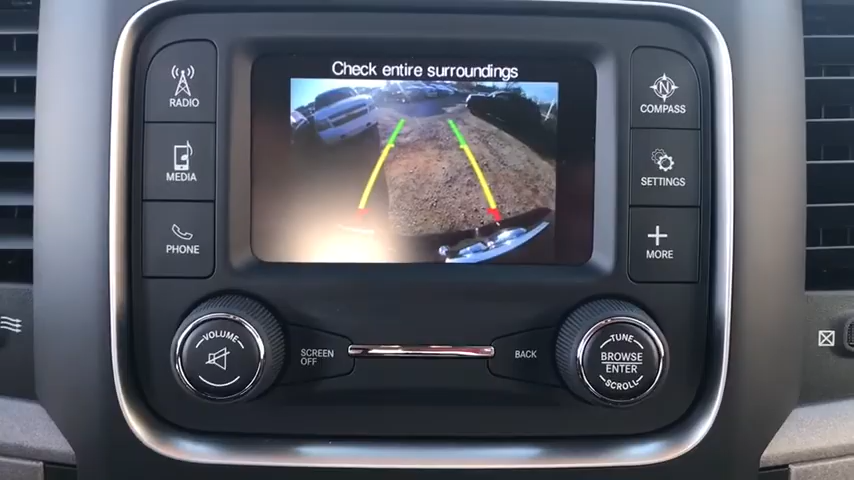 Check entire surroundings
RADIO
MEDIA
PHONE
N
COMPASS
SETTINGS
MORE
VOLUME
SCREEN
OFF
BACK
TUNE
BROWSE
ENTER
SCROLL